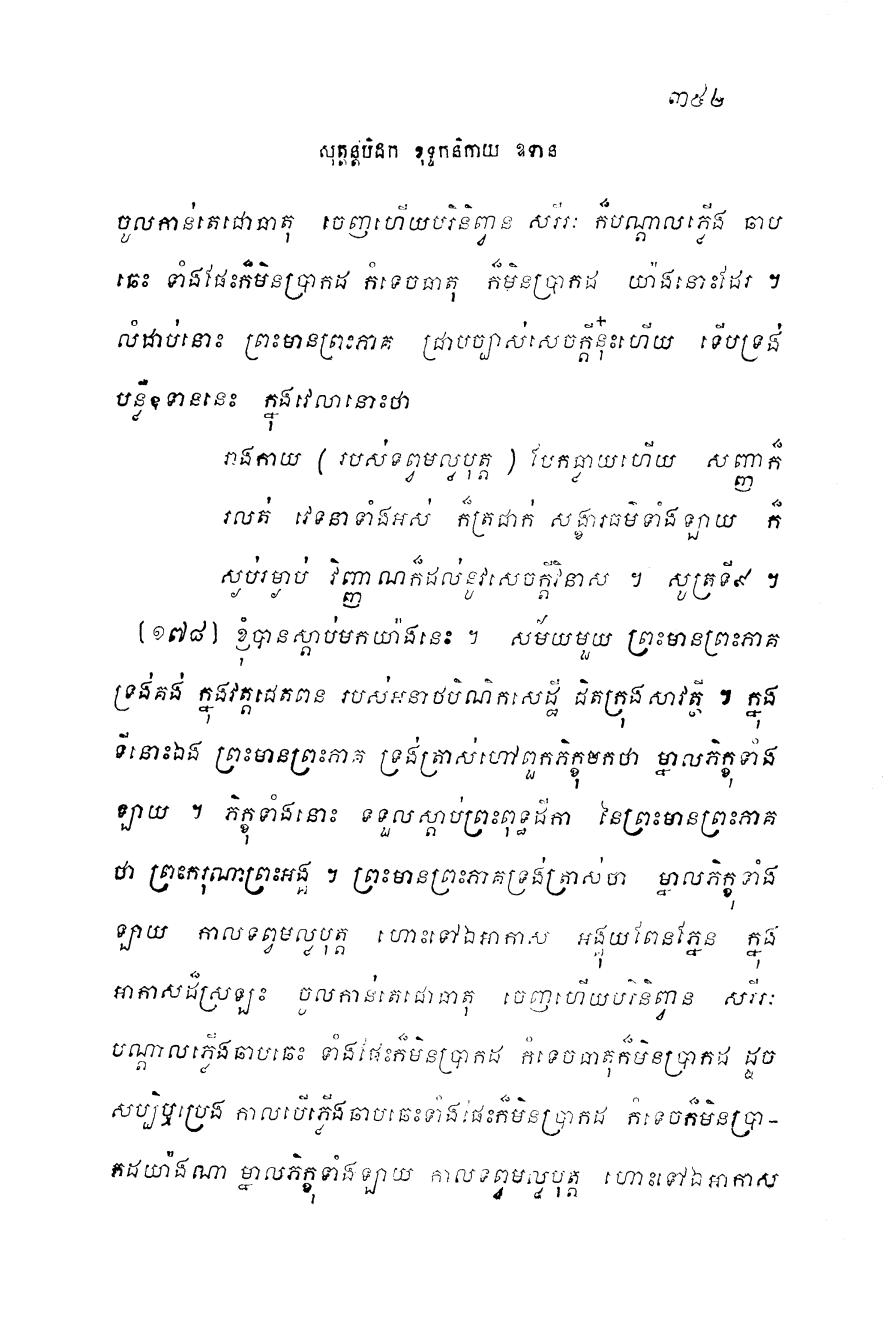 ៣៥២
សុត្តន្តបិដក ខុទ្ទកនិកាយ ឧទាន
ចូលកាន់តេជោធាតុ ចេញហើយបរិនិព្វាន សរីរៈ ក៏បណ្តាលភ្លើង ឆាប
ឆេះ ទាំងផែះក៏មិនប្រាកដ កំទេចធាតុ ក៏មិនប្រាកដ យ៉ាងនោះដែរ ។
លំដាប់នោះ ព្រះមានព្រះភាគ ជ្រាបច្បាស់សេចក្តីនុ៎ះហើយ ទើបទ្រង់
បន្លឺឧទាននេះ ក្នុងវេលានោះថា
រាងកាយ ( របស់ទព្វមល្លបុត្ត ) បែកធ្លាយហើយ សញ្ញាក៏
រលត់ វេទនាទាំងអស់ ក៏ត្រជាក់ សង្ខារធម៌ទាំងឡាយ ក៏
ស្ងប់រម្ងាប់ វិញ្ញាណក៏ដល់នូវសេចក្តីវិនាស ។ សូត្រទី៩ ។
(១៧៨) ខ្ញុំបានស្តាប់មកយ៉ាងនេះ ។ សម័យមួយ ព្រះមានព្រះភាគ
ទ្រង់គង់ ក្នុងវត្តជេតពន របស់អនាថបិណ្ឌិកសេដ្ឋី ជិតក្រុងសាវត្ថី ។ ក្នុង
ទីនោះឯង ព្រះមានព្រះភាគ ទ្រង់ត្រាស់ហៅពួកភិក្ខុមកថា ម្នាលភិក្ខុទាំង
ឡាយ ។ ភិក្ខុទាំងនោះ ទទួលស្តាប់ព្រះពុទ្ធដីកា នៃព្រះមានព្រះភាគ
ថា ព្រះករុណាព្រះអង្គ ។ ព្រះមានព្រះភាគទ្រង់ត្រាស់ថា ម្នាលភិក្ខុទាំង
ឡាយ កាលទព្វមល្លបុត្ត ហោះទៅឯអាកាស អង្គុយពែនភ្នែន ក្នុង
អាកាសដ៏ស្រឡះ ចូលកាន់តេជោធាតុ ចេញហើយបរិនិព្វាន សរីរៈ
បណ្តាលភ្លើងឆាបឆេះ ទាំងផែះក៏មិនប្រាកដ កំទេចធាតុក៏មិនប្រាកដ ដូច
សប្បិឬប្រេង កាលបើភ្លើងឆាបឆេះទាំងផែះក៏មិនប្រាកដ កំទេចក៏មិនប្រា-
កដយ៉ាងណា ម្នាលភិក្ខុទាំងឡាយ កាលទព្វមល្លបុត្ត ហោះទៅឯអាកាស